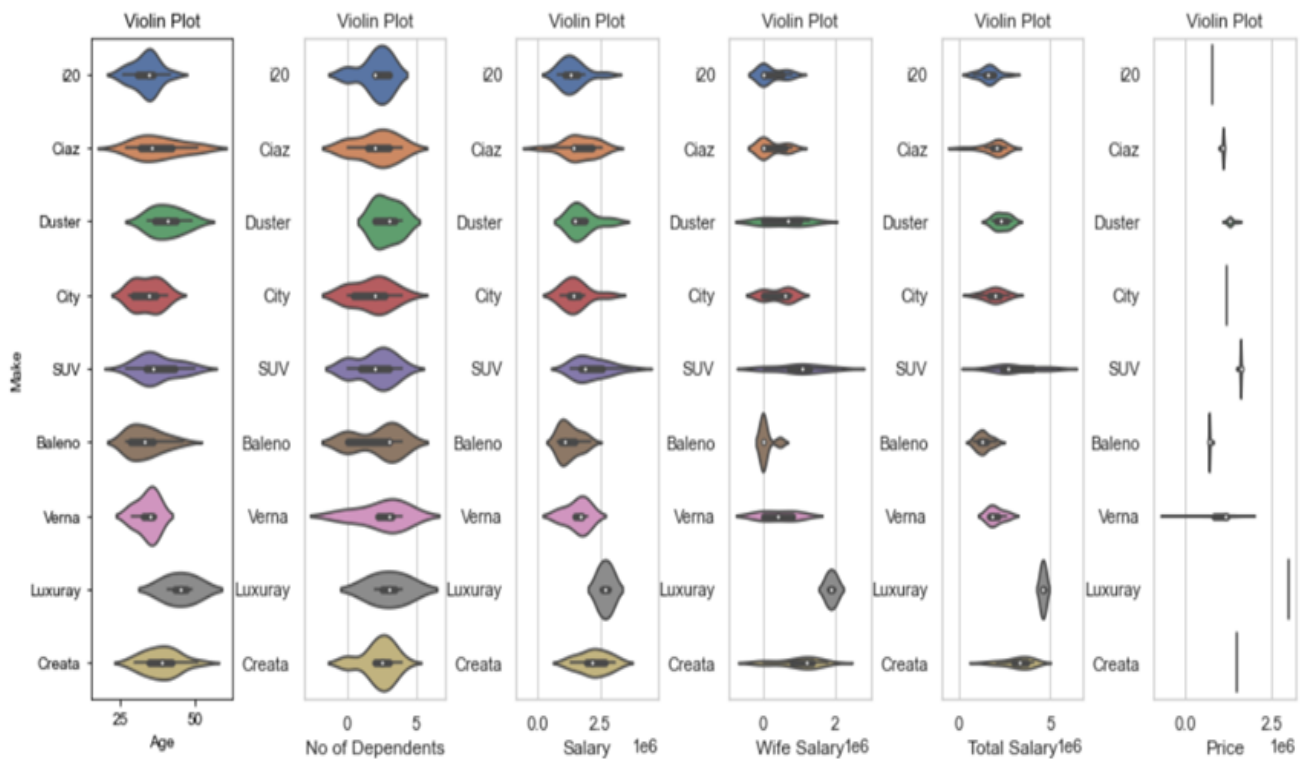 Violin Plot Violin Plot Violin Plot Violin Plot Violin Plot Violin Plot
i20 i20 i20 i20 i20 i20
Ciaz Ciaz Ciaz Ciaz Ciaz Ciaz
Duster Duster Duster Duster Duster Duster
City City City City City City
Make
SUV SUV SUV SUV SUV SUV
Baleno Baleno Baleno Baleno Baleno Baleno
Verna Verna Verna Verna Verna Verna
Luxuray Luxuray Luxuray Luxuray Luxuray Luxuray
Creata Creata Creata Creata Creata Creata
25 50 0 5 0.0 2.5 0 2 0 5 0.0 2.5
Age No of Dependents Salary 1e6 Wife Salary 1e6 Total Salary 1e6 Price 1e6